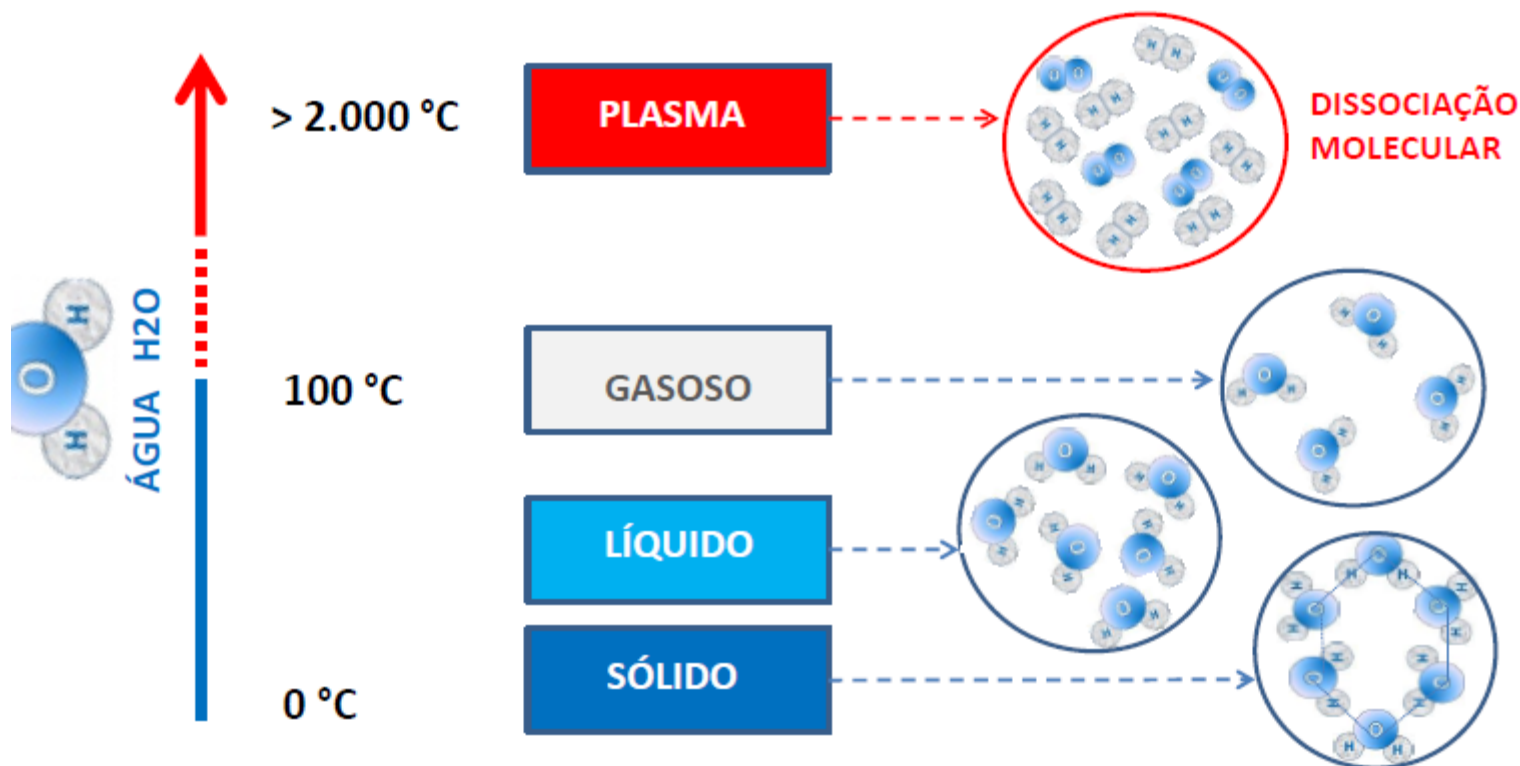 > 2.000 °C
PLASMA
DISSOCIAÇÃO
MOLECULAR
ÁGUA H2O
H
O
H
100 °C
GASOSO
LÍQUIDO
SÓLIDO
0 °C